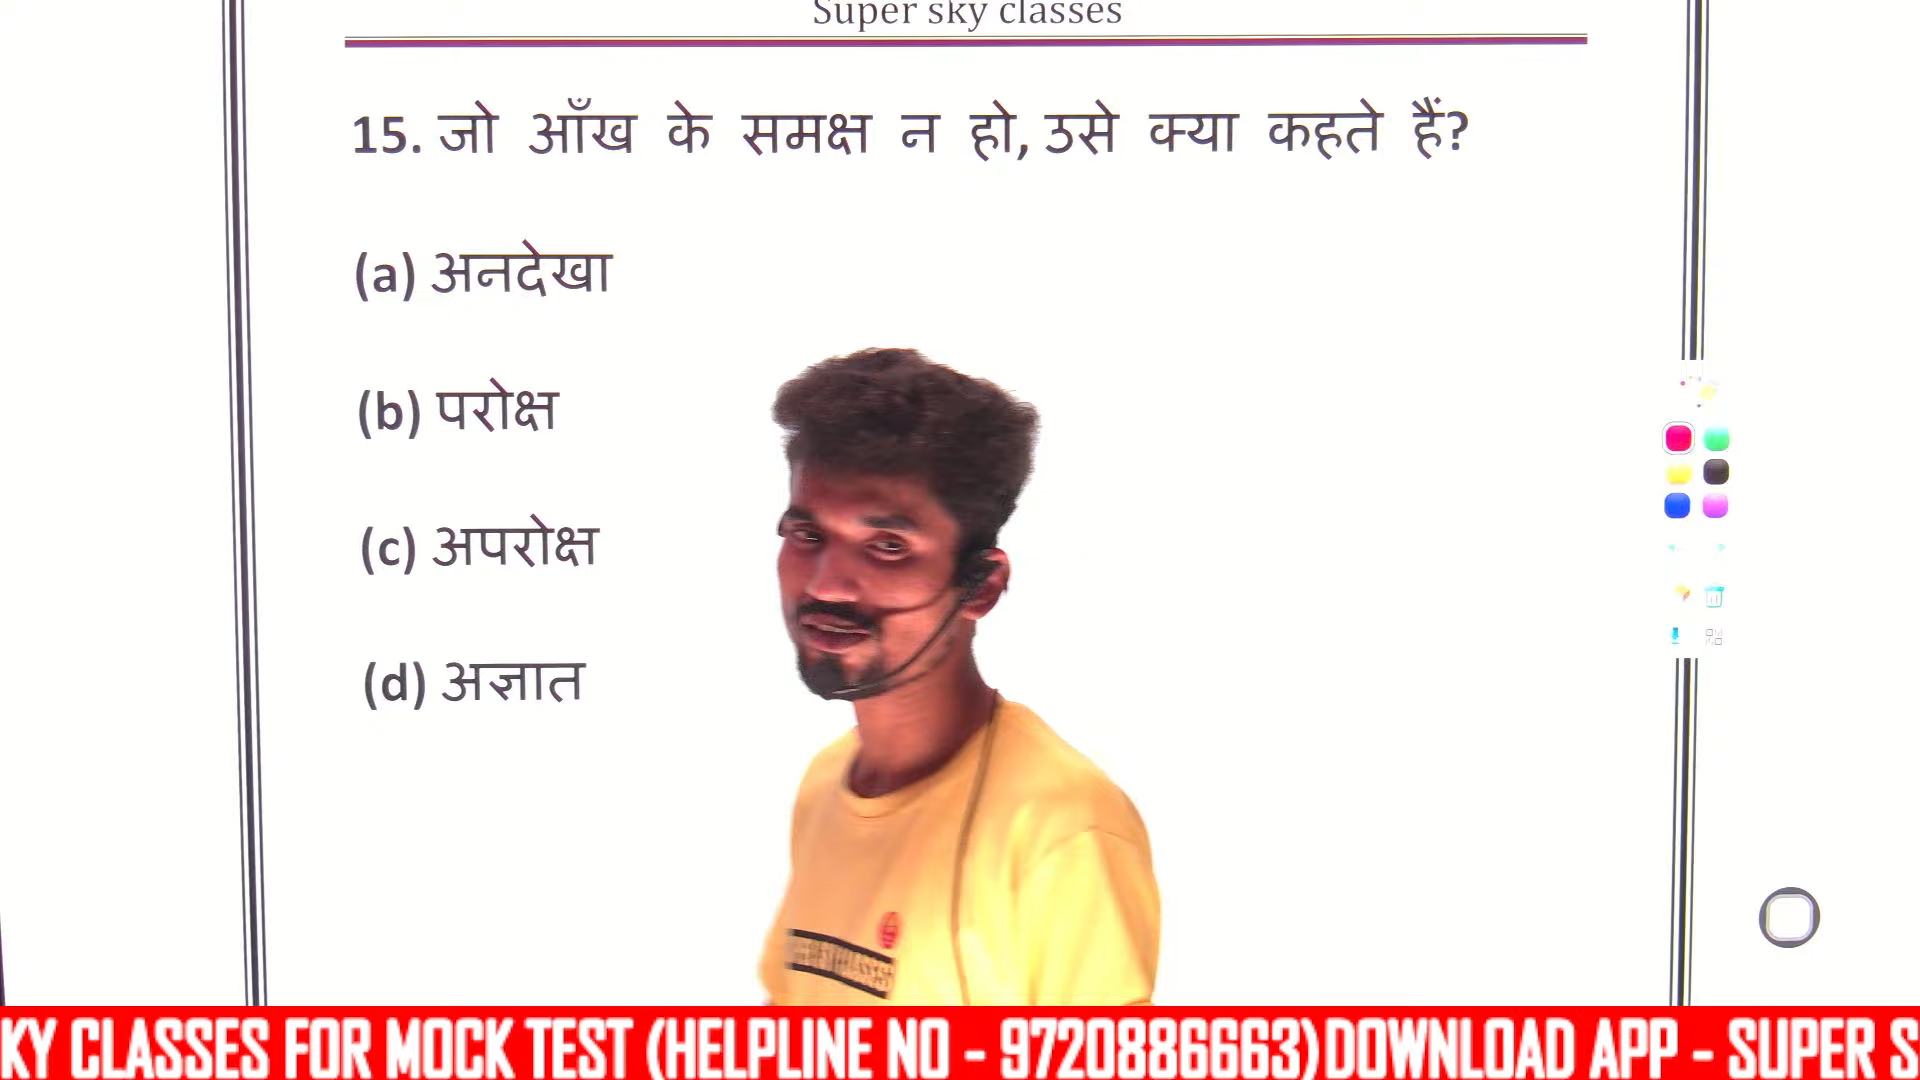 Super sky classes
15. जो आँख के समक्ष न हो, उसे क्या कहते हैं?
(a) अनदेखा
(b) परोक्ष
(c) अपरोक्ष
(d) अज्ञात
KY CLASSES FOR MOCK TEST (HELPLINE NO - 9720886663) DOWNLOAD APP - SUPER S